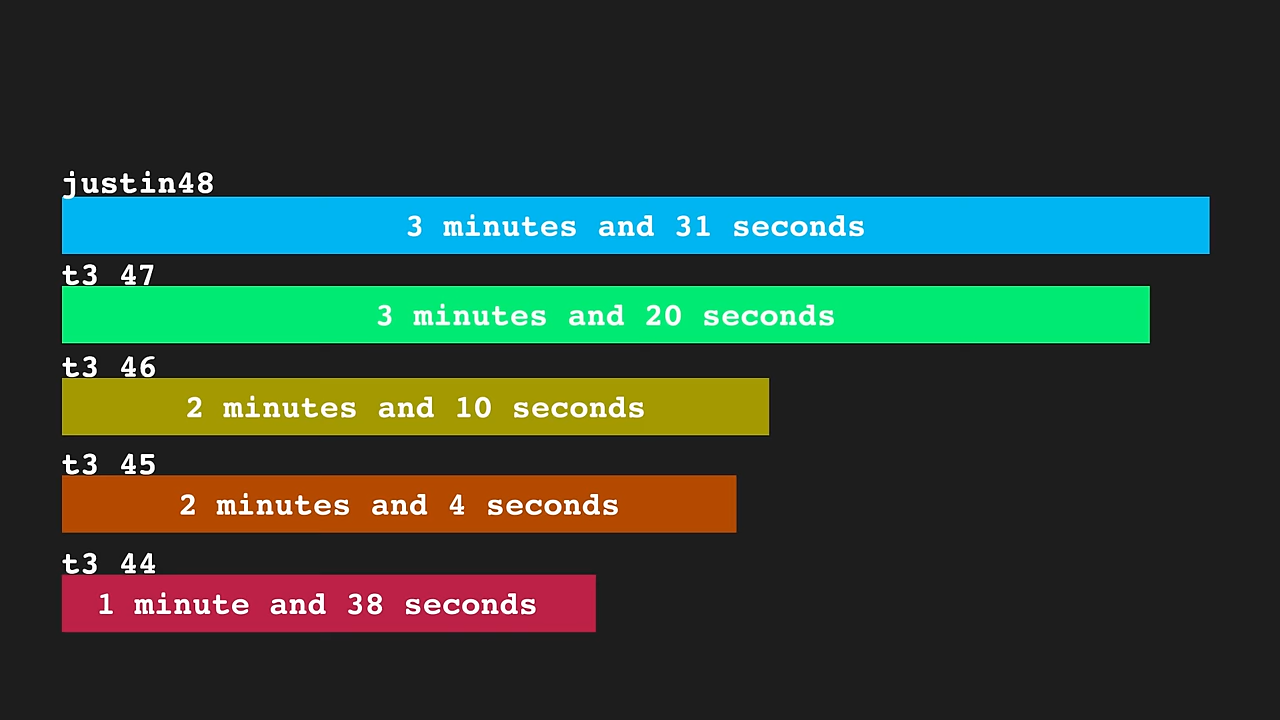 justin48
3 minutes and 31 seconds
t3 47
3 minutes and 20 seconds
t3 46
2 minutes and 10 seconds
t3 45
2 minutes and 4 seconds
t3 44
1 minute and 38 seconds